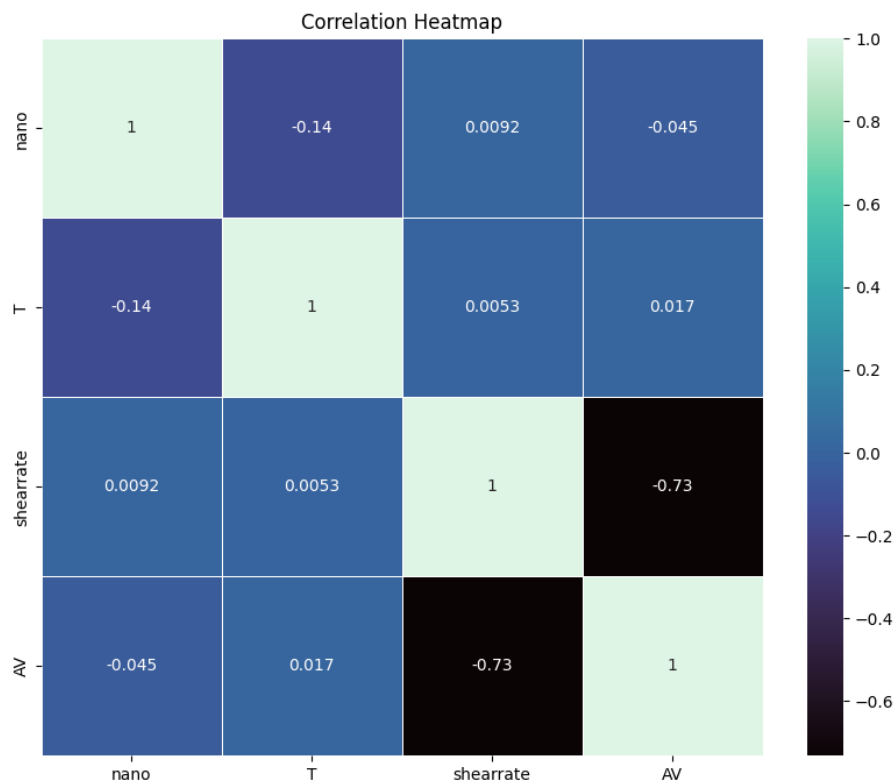 Correlation Heatmap
nano
1
-0.14
0.0092
-0.045
T
-0.14
1
0.0053
0.017
shearrate
0.0092
0.0053
1
-0.73
AV
-0.045
0.017
-0.73
1
nano
T
shearrate
AV
1.0
0.8
0.6
0.4
0.2
0.0
−0.2
−0.4
−0.6